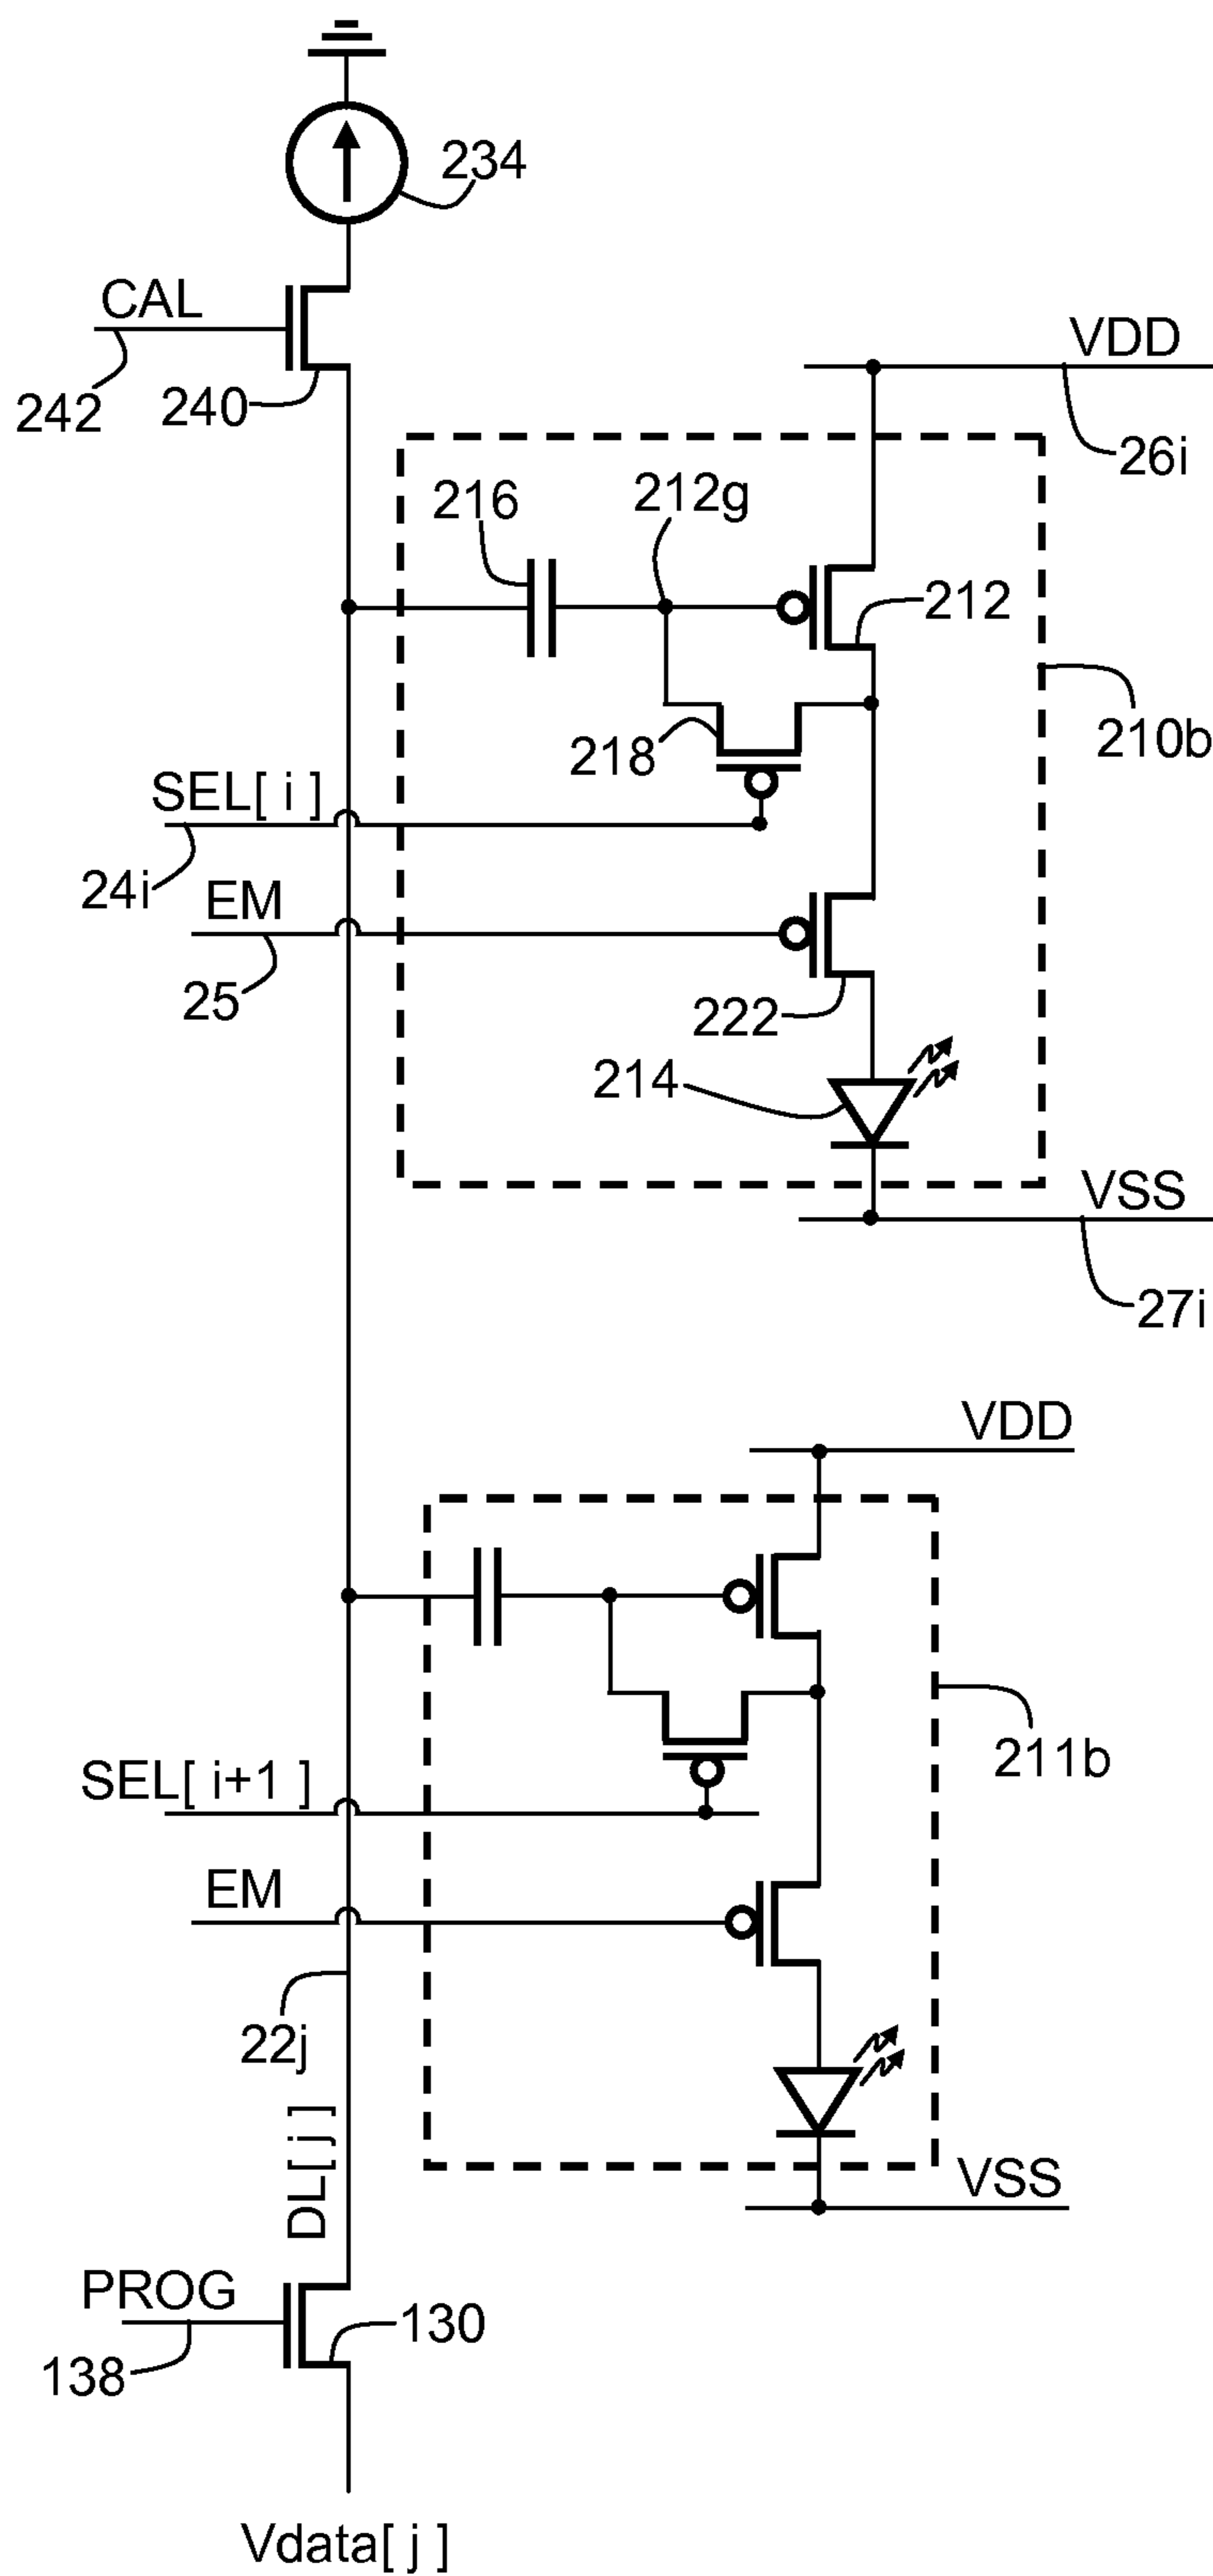 234
CAL
242
240
VDD
26i
216
212g
212
218
210b
SEL[ i ]
24i
EM
25
222
214
VSS
27i
VDD
211b
SEL[ i+1 ]
EM
22j
DL[ j ]
VSS
PROG
138
130
Vdata[ j ]